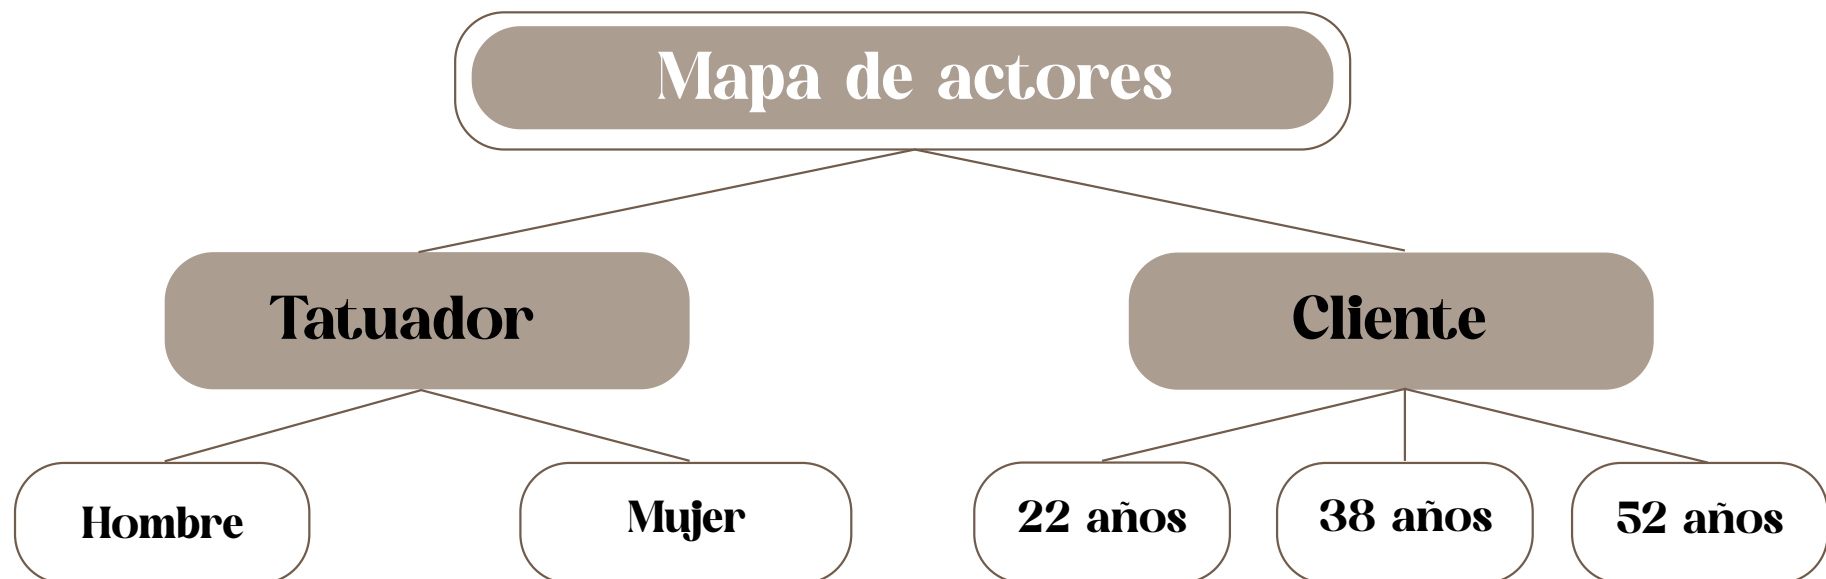 Mapa de actores
Tatuador
Cliente
Hombre
Mujer
22 años
38 años
52 años